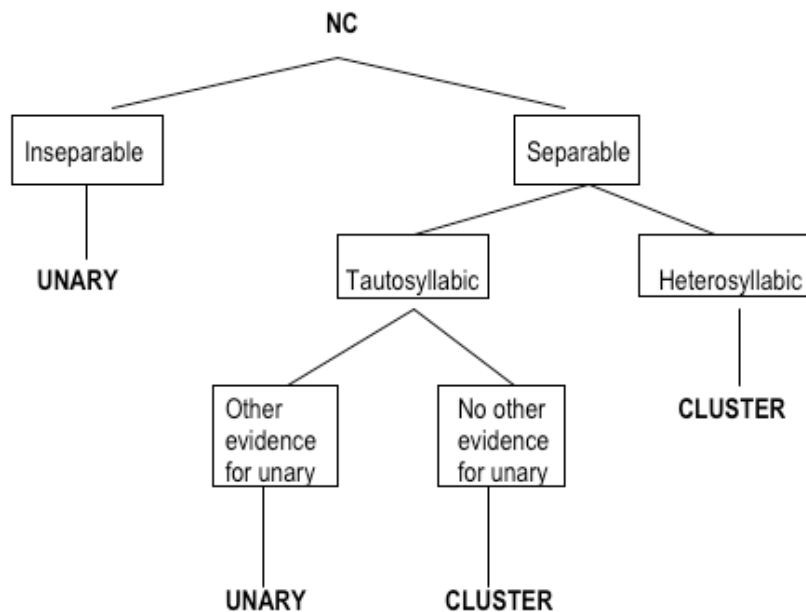 NC
Inseparable
Separable
UNARY
Tautosyllabic
Heterosyllabic
Other
evidence
for unary
No other
evidence
for unary
CLUSTER
UNARY
CLUSTER